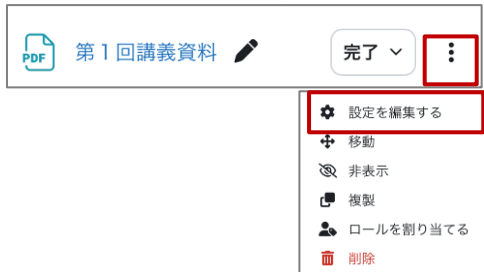 PDF 第1回講義資料 完了
設定を編集する
移動
非表示
複製
ロールを割り当てる
削除